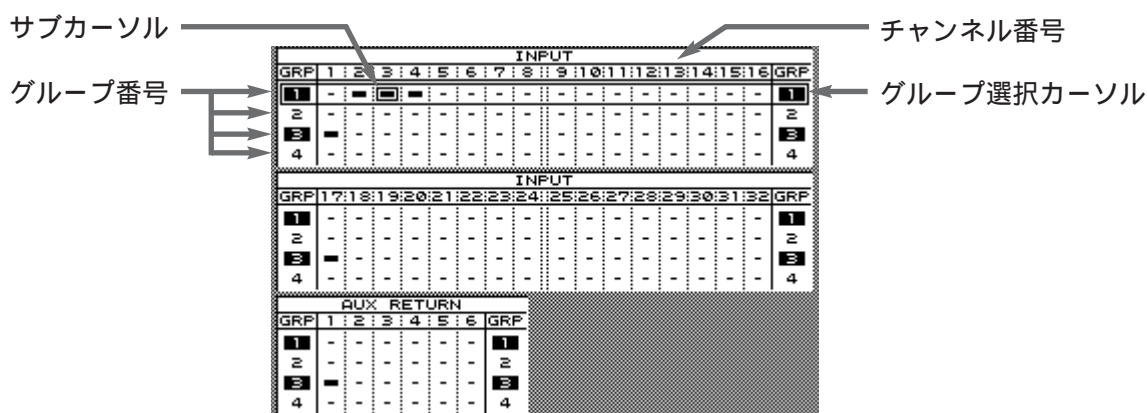 サブカーソル
チャンネル番号
INPUT
GRP 1 2 3 4 5 6 7 8 9 10 11 12 13 14 15 16 GRP
グループ番号
グループ選択カーソル
1 - - - - - - - - - - - - - - - - 1
2 - - - - - - - - - - - - - - - - 2
3 - - - - - - - - - - - - - - - - 3
4 - - - - - - - - - - - - - - - - 4
INPUT
GRP 17 18 19 20 21 22 23 24 25 26 27 28 29 30 31 32 GRP
1 - - - - - - - - - - - - - - - - 1
2 - - - - - - - - - - - - - - - - 2
3 - - - - - - - - - - - - - - - - 3
4 - - - - - - - - - - - - - - - - 4
AUX RETURN
GRP 1 2 3 4 5 6 GRP
1 - - - - - - 1
2 - - - - - - 2
3 - - - - - - 3
4 - - - - - - 4